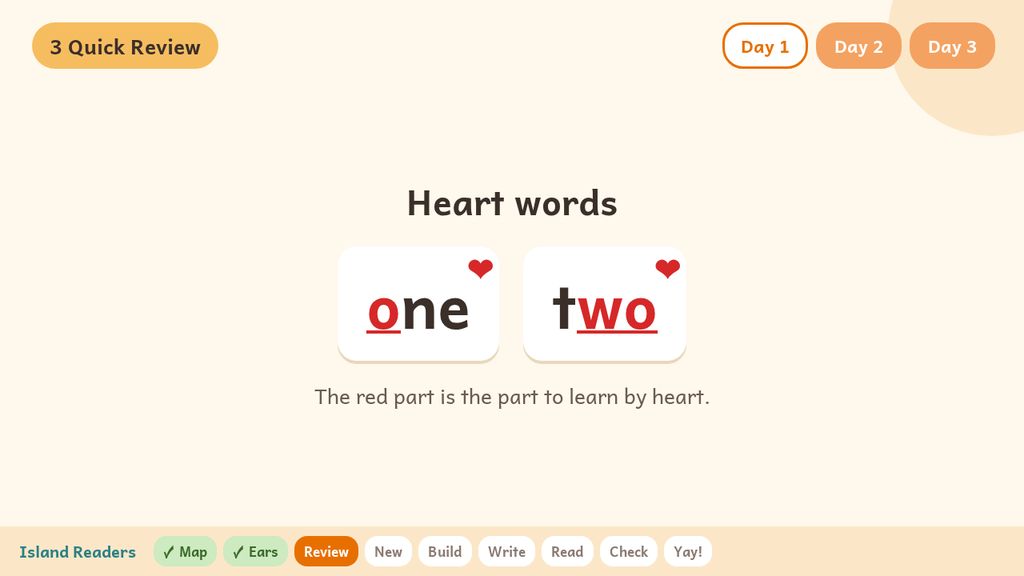 3 Quick Review
Day 1 Day 2 Day 3
Heart words
one two
The red part is the part to learn by heart.
Island Readers ✓ Map ✓ Ears Review New Build Write Read Check Yay!